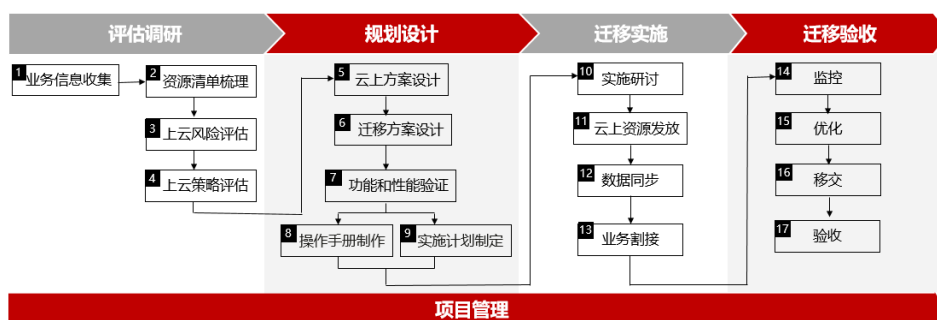 评估调研
规划设计
迁移实施
迁移验收
1 业务信息收集
2 资源清单梳理
3 上云风险评估
4 上云策略评估
5 云上方案设计
6 迁移方案设计
7 功能和性能验证
8 操作手册制作
9 实施计划制定
10 实施研讨
11 云上资源发放
12 数据同步
13 业务割接
14 监控
15 优化
16 移交
17 验收
项目管理